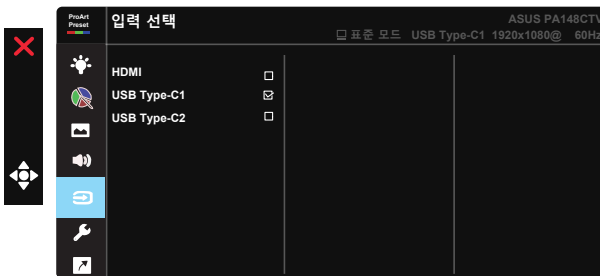 ProArt
Preset
입력 선택
ASUS PA148CTV
표준 모드 USB Type-C1 1920x1080@ 60Hz
HDMI
USB Type-C1
USB Type-C2